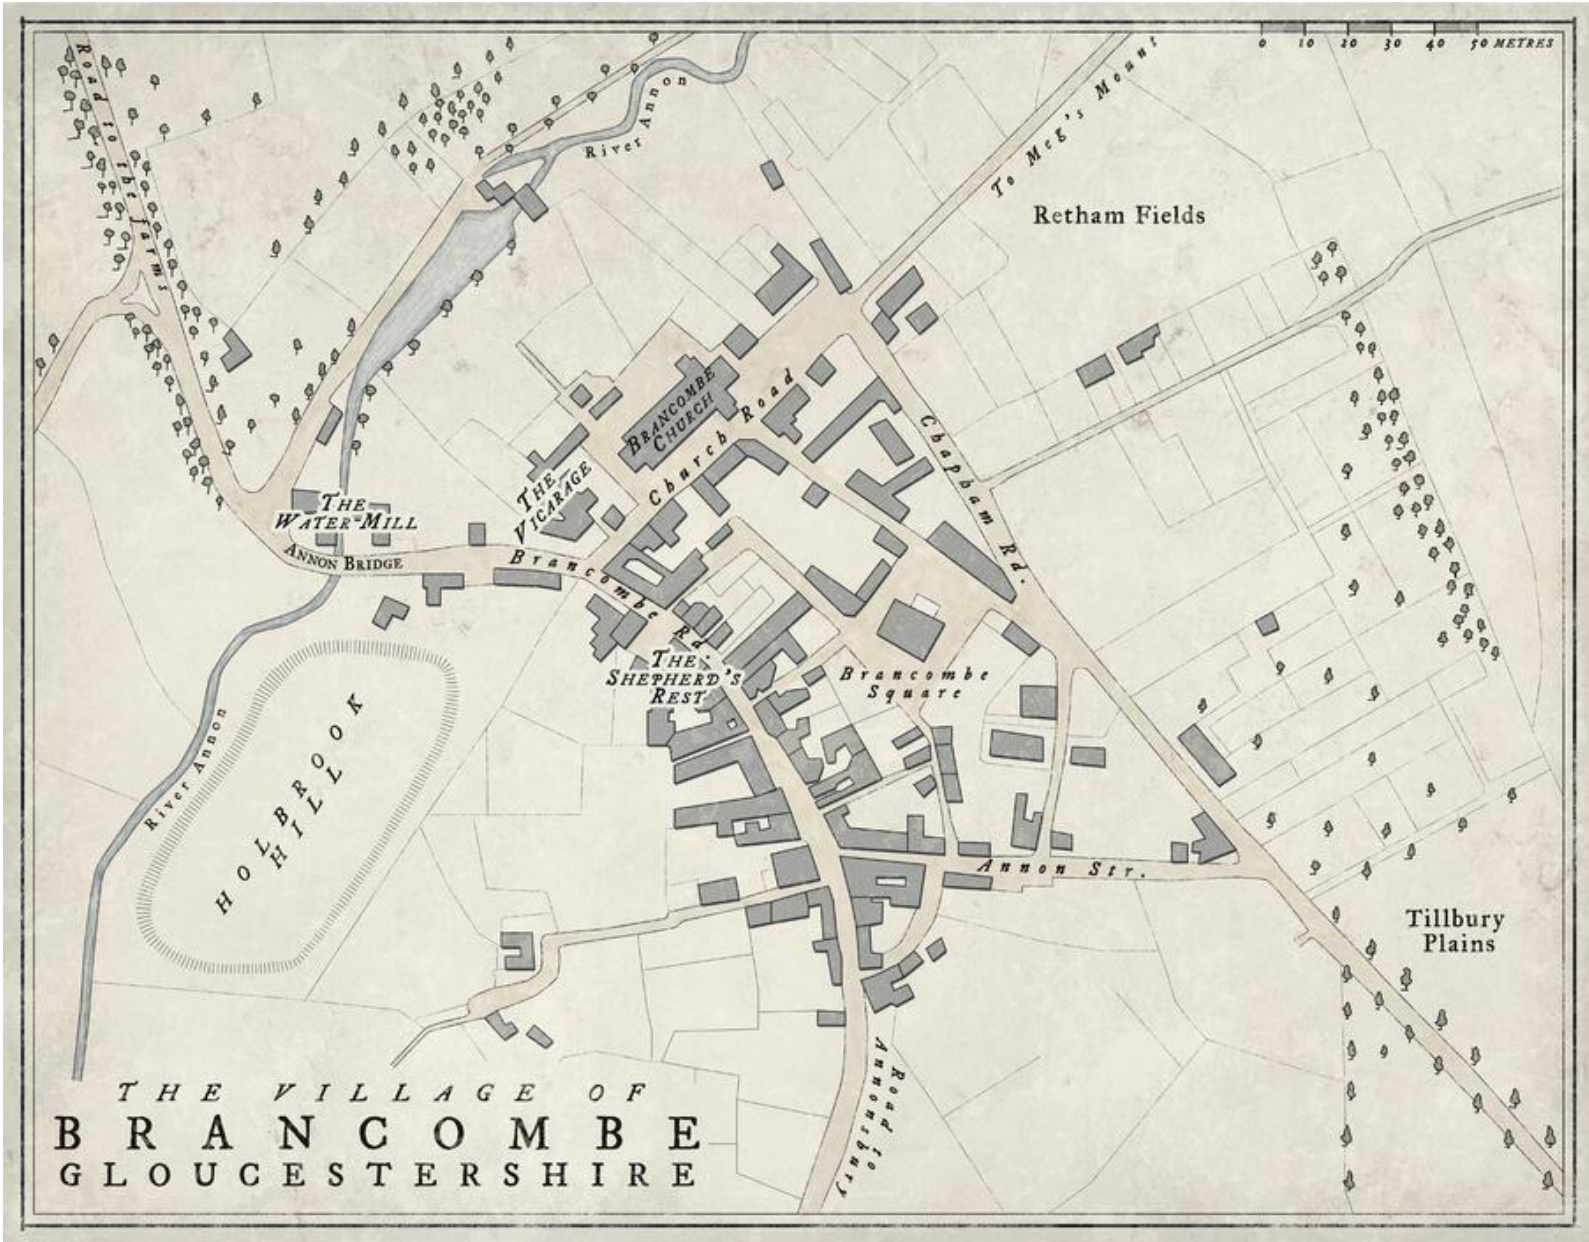 0 10 20 30 40 50 METRES
Road to the farms
River Annon
To Meg's Mount
Retham Fields
BRANCOMBE
CHURCH
Church Road
Chapham Rd.
THE
VICARAGE
THE
WATER-MILL
ANNON BRIDGE
Brancombe Rd.
THE
SHEPHERD'S
REST
Brancombe
Square
River Annon
HOLBROOK
HILL
Annon Str.
Tillbury
Plains
Road to
Annonsbury
THE VILLAGE OF
BRANCOMBE
GLOUCESTERSHIRE